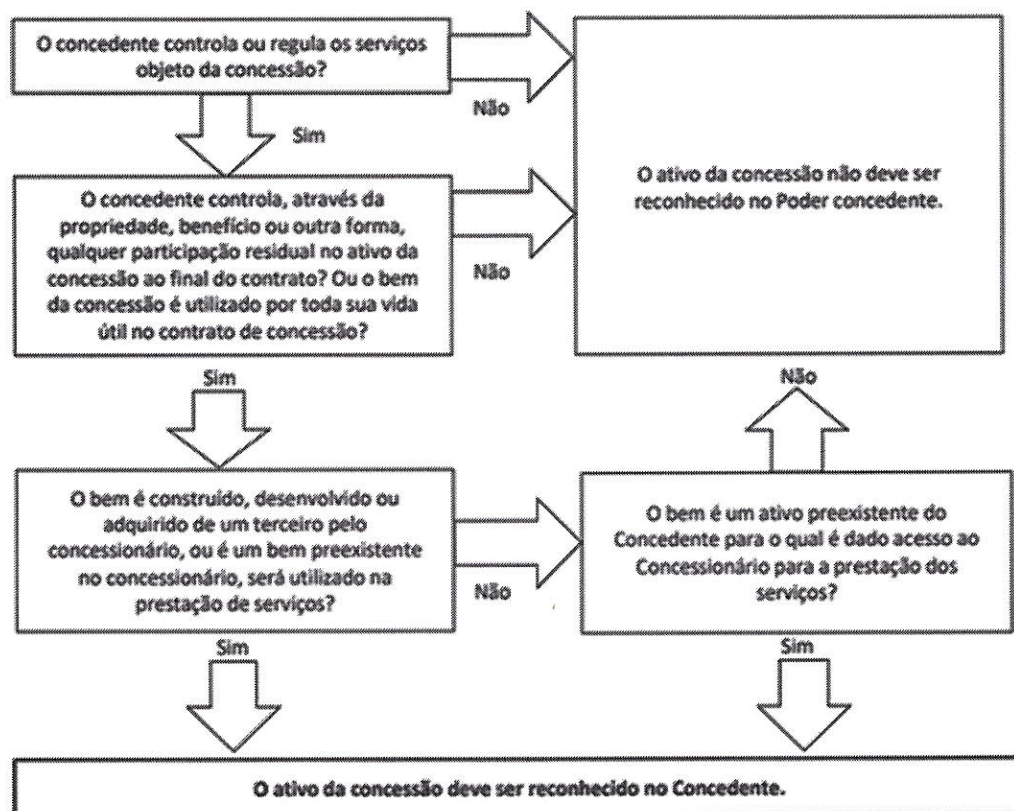 O concedente controla ou regula os serviços
objeto da concessão?
Não
Sim
O ativo da concessão não deve ser
reconhecido no Poder concedente.
O concedente controla, através da
propriedade, benefício ou outra forma,
qualquer participação residual no ativo da
concessão ao final do contrato? Ou o bem
da concessão é utilizado por toda sua vida
útil no contrato de concessão?
Não
Sim
Não
O bem é construído, desenvolvido ou
adquirido de um terceiro pelo
concessionário, ou é um bem preexistente
no concessionário, será utilizado na
prestação de serviços?
Não
O bem é um ativo preexistente do
Concedente para o qual é dado acesso ao
Concessionário para a prestação dos
serviços?
Sim
Sim
O ativo da concessão deve ser reconhecido no Concedente.